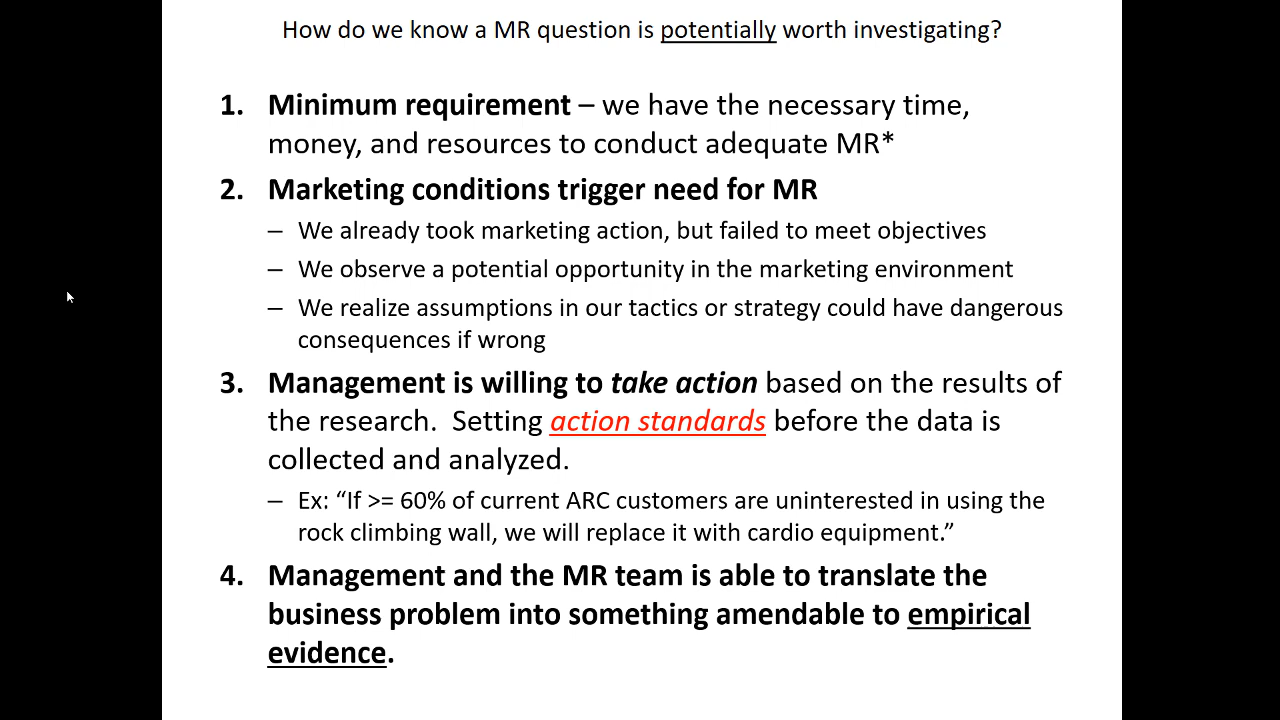 How do we know a MR question is potentially worth investigating?
1. Minimum requirement – we have the necessary time,
money, and resources to conduct adequate MR*
2. Marketing conditions trigger need for MR
– We already took marketing action, but failed to meet objectives
– We observe a potential opportunity in the marketing environment
– We realize assumptions in our tactics or strategy could have dangerous
consequences if wrong
3. Management is willing to take action based on the results of
the research.  Setting action standards before the data is
collected and analyzed.
– Ex: “If >= 60% of current ARC customers are uninterested in using the
rock climbing wall, we will replace it with cardio equipment.”
4. Management and the MR team is able to translate the
business problem into something amendable to empirical
evidence.